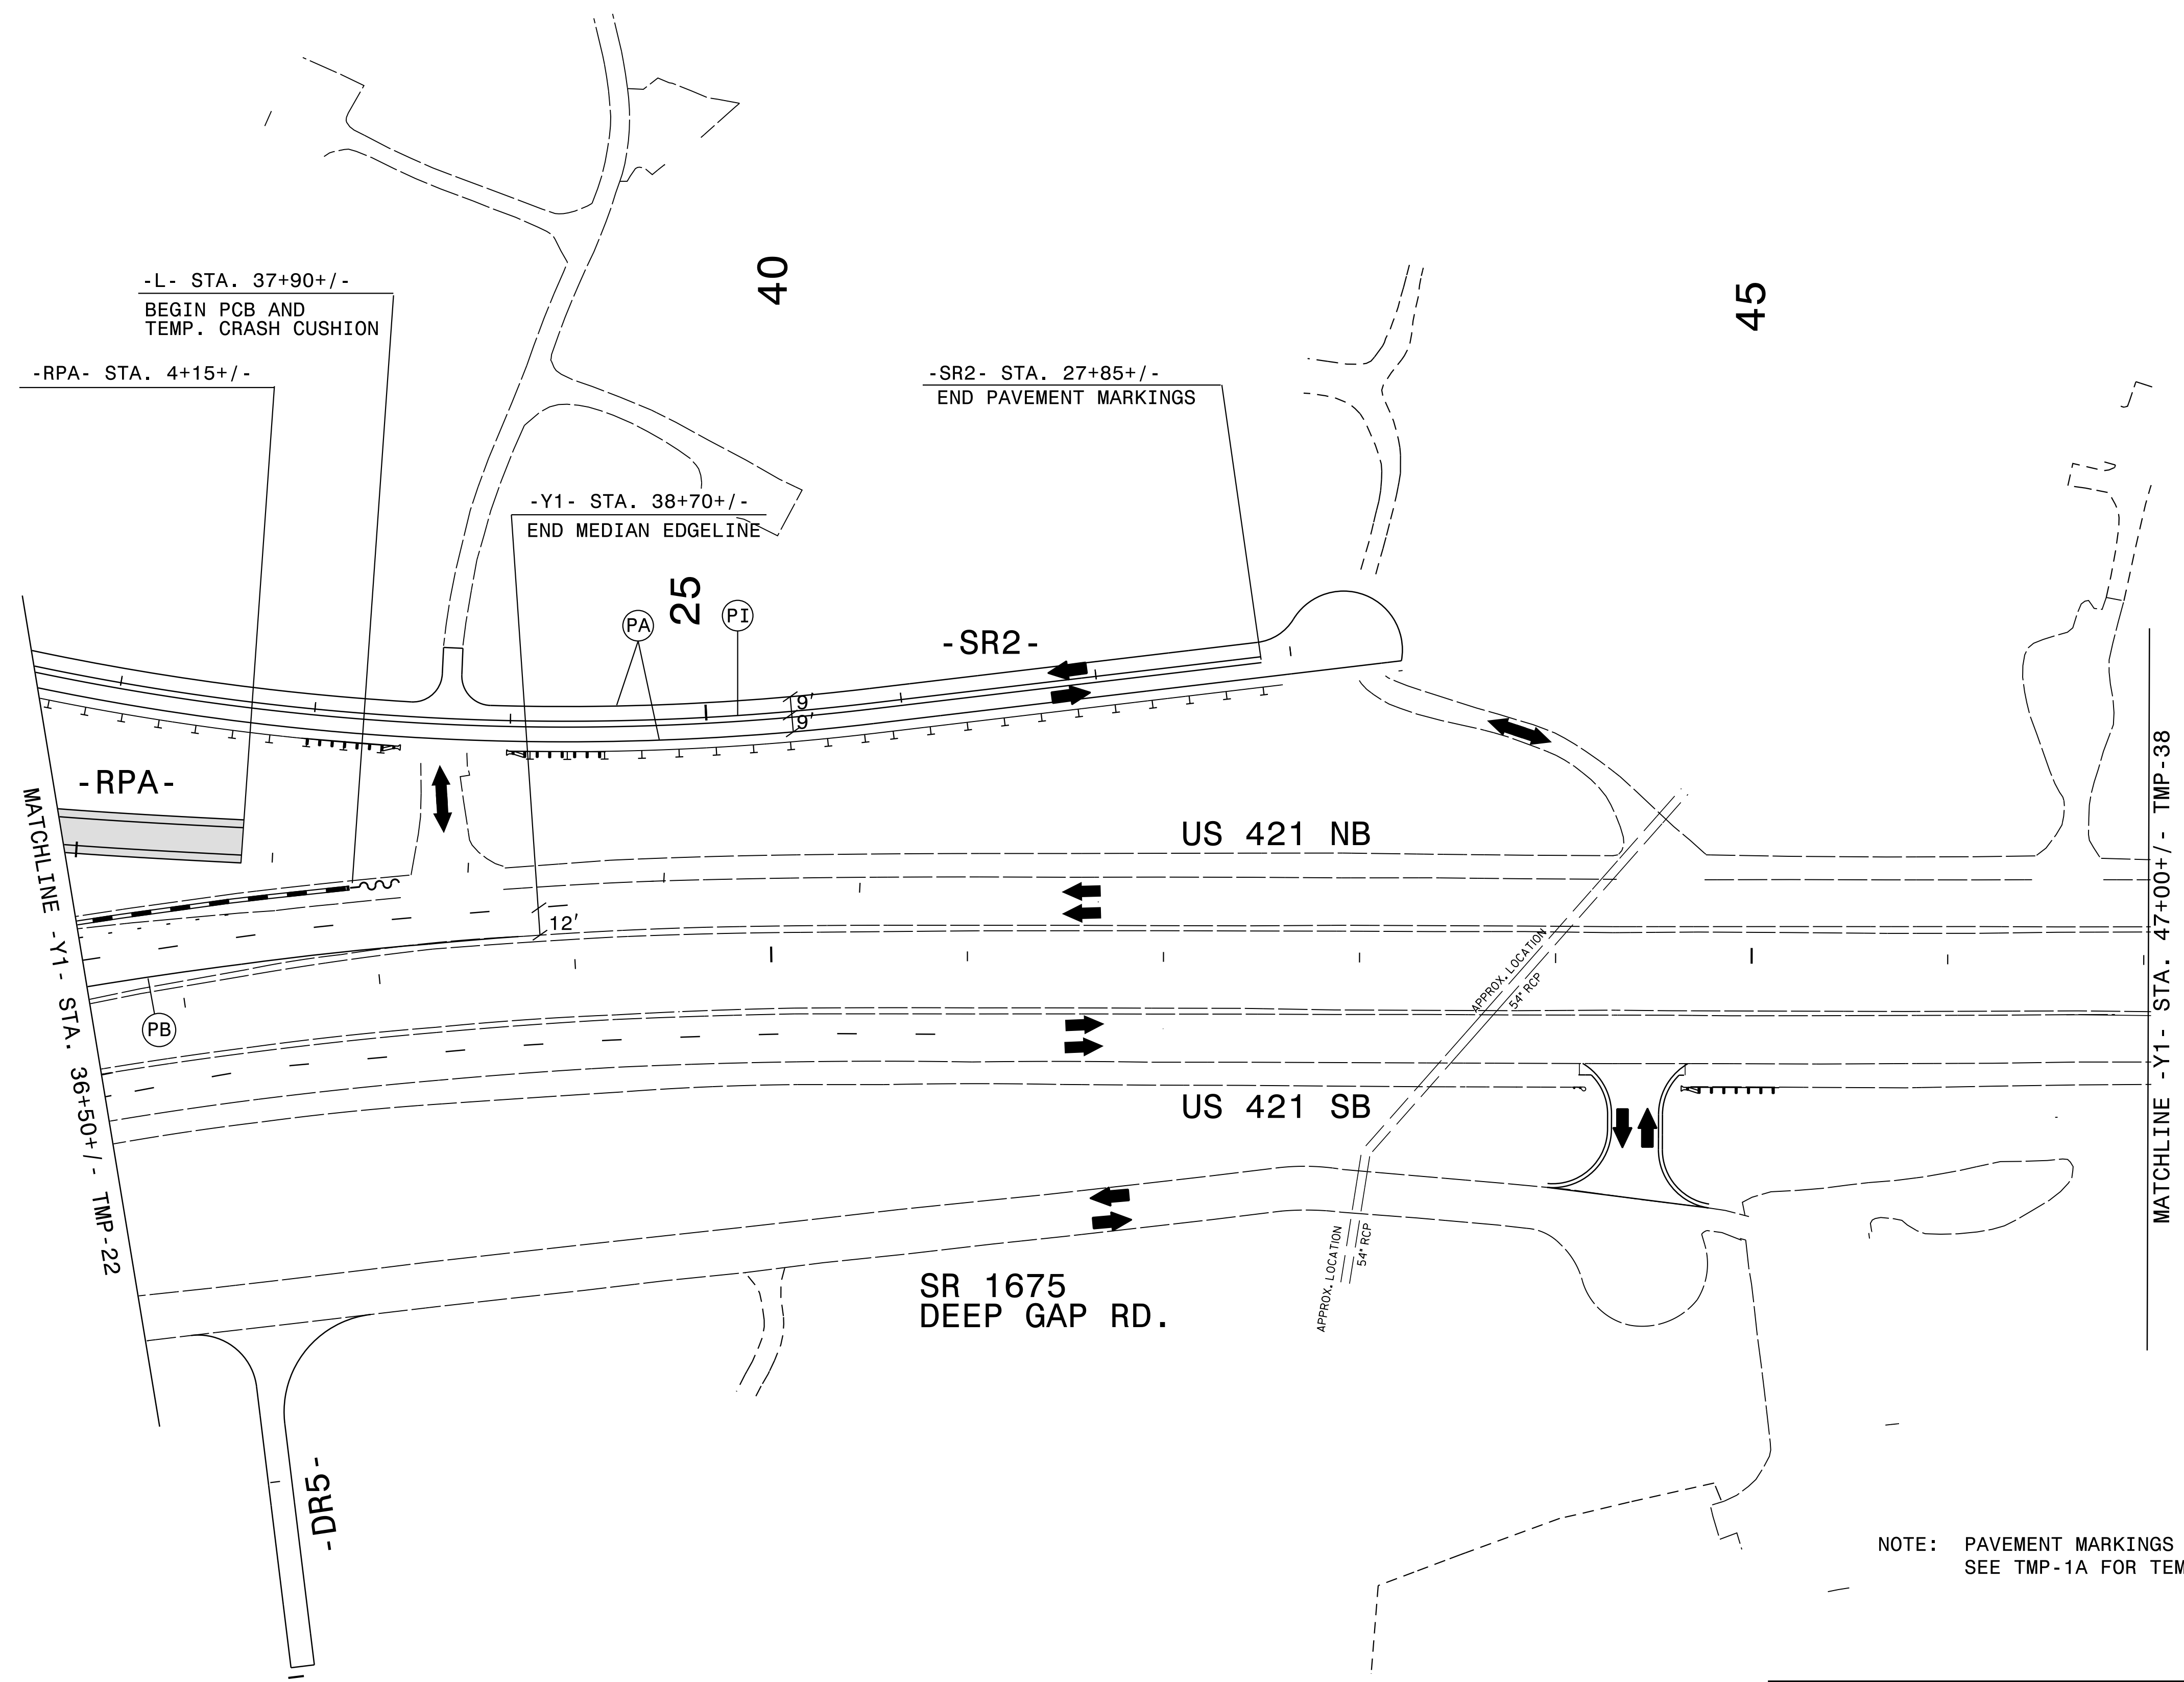 40
45
-L- STA. 37+90+/-
BEGIN PCB AND
TEMP. CRASH CUSHION
-RPA- STA. 4+15+/-
-SR2- STA. 27+85+/-
END PAVEMENT MARKINGS
-Y1- STA. 38+70+/-
END MEDIAN EDGELINE
25
PA
PI
-SR2-
9'
9'
-RPA-
US 421 NB
12'
PB
APPROX. LOCATION
54" RCP
US 421 SB
MATCHLINE -Y1- STA. 36+50+/- TMP-22
MATCHLINE -Y1- STA. 47+00+/- TMP-38
APPROX. LOCATION
54" RCP
SR 1675
DEEP GAP RD.
-DR5-
NOTE: PAVEMENT MARKINGS
SEE TMP-1A FOR TEM